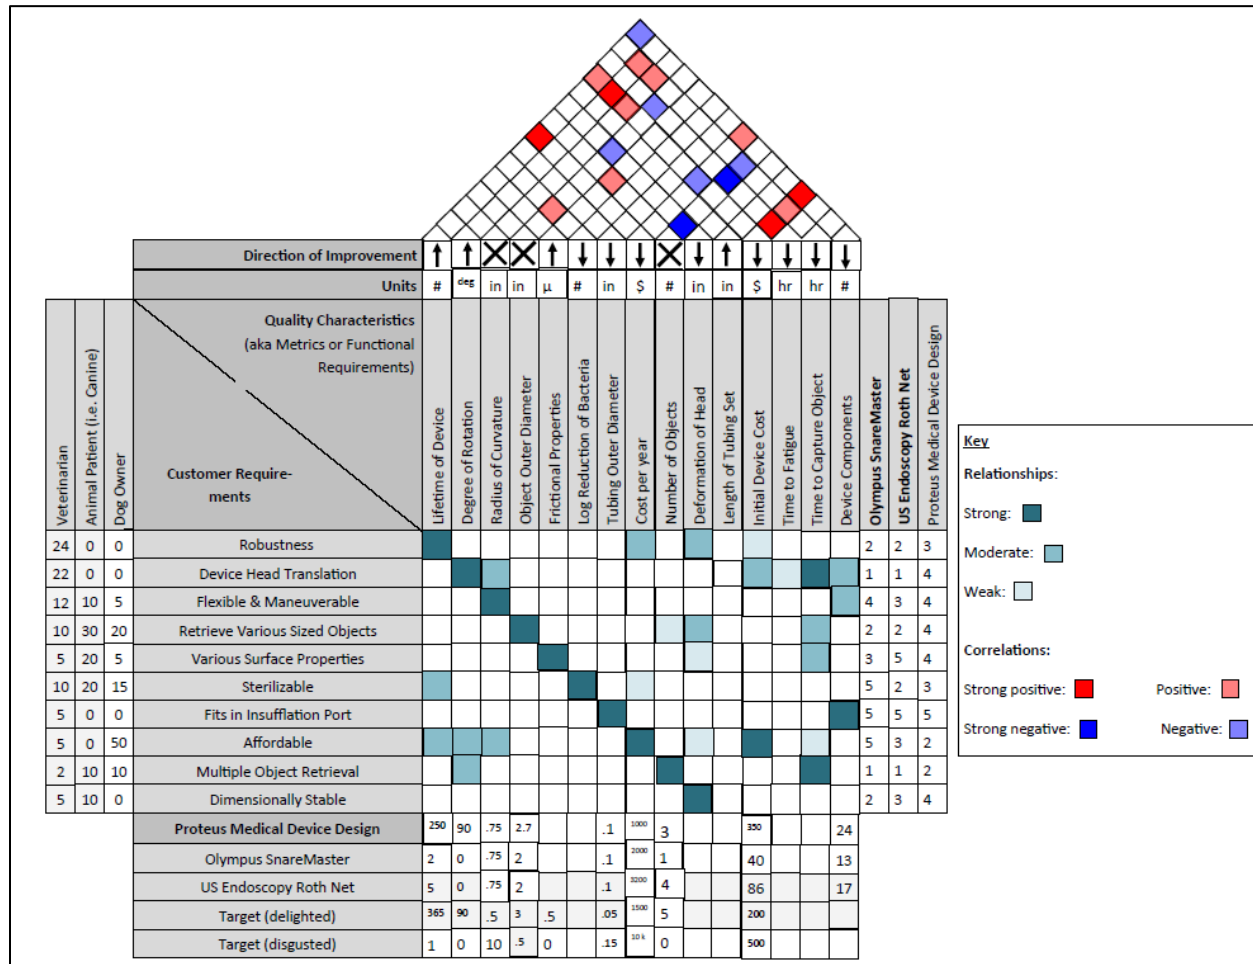 Direction of Improvement
Units # deg in in µ # in $ # in in $ hr hr #
Quality Characteristics
(aka Metrics or Functional
Requirements)
Customer Require-
ments
Veterinarian
Animal Patient (i.e. Canine)
Dog Owner
Lifetime of Device
Degree of Rotation
Radius of Curvature
Object Outer Diameter
Frictional Properties
Log Reduction of Bacteria
Tubing Outer Diameter
Cost per year
Number of Objects
Deformation of Head
Length of Tubing Set
Initial Device Cost
Time to Fatigue
Time to Capture Object
Device Components
Olympus SnareMaster
US Endoscopy Roth Net
Proteus Medical Device Design
24 0 0 Robustness 2 2 3
22 0 0 Device Head Translation 1 1 4
12 10 5 Flexible & Maneuverable 4 3 4
10 30 20 Retrieve Various Sized Objects 2 2 4
5 20 5 Various Surface Properties 3 5 4
10 20 15 Sterilizable 5 2 3
5 0 0 Fits in Insufflation Port 5 5 5
5 0 50 Affordable 5 3 2
2 10 10 Multiple Object Retrieval 1 1 2
5 10 0 Dimensionally Stable 2 3 4
Proteus Medical Device Design 250 90 .75 2.7 .1 1000 3 350 24
Olympus SnareMaster 2 0 .75 2 .1 2000 1 40 13
US Endoscopy Roth Net 5 0 .75 2 .1 3200 4 86 17
Target (delighted) 365 90 .5 3 .5 .05 1500 5 200
Target (disgusted) 1 0 10 .5 0 .15 10 k 0 500
Key
Relationships:
Strong:
Moderate:
Weak:
Correlations:
Strong positive: Positive:
Strong negative: Negative: